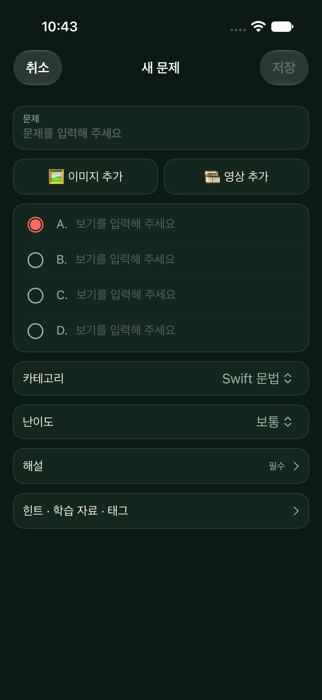 10:43
취소
새 문제
저장
문제
문제를 입력해 주세요
이미지 추가
영상 추가
A. 보기를 입력해 주세요
B. 보기를 입력해 주세요
C. 보기를 입력해 주세요
D. 보기를 입력해 주세요
카테고리
Swift 문법
난이도
보통
해설
필수
힌트 · 학습 자료 · 태그